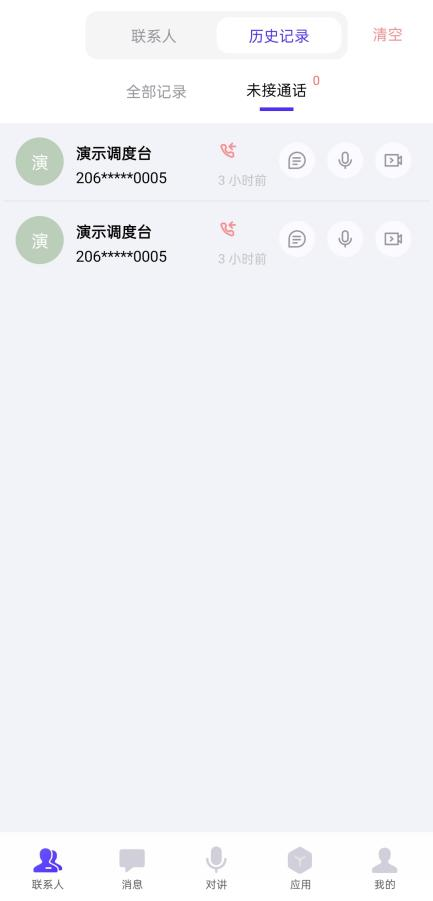 联系人 历史记录 清空
全部记录 未接通话 0
演 演示调度台
206*****0005 3 小时前
演 演示调度台
206*****0005 3 小时前
联系人 消息 对讲 应用 我的